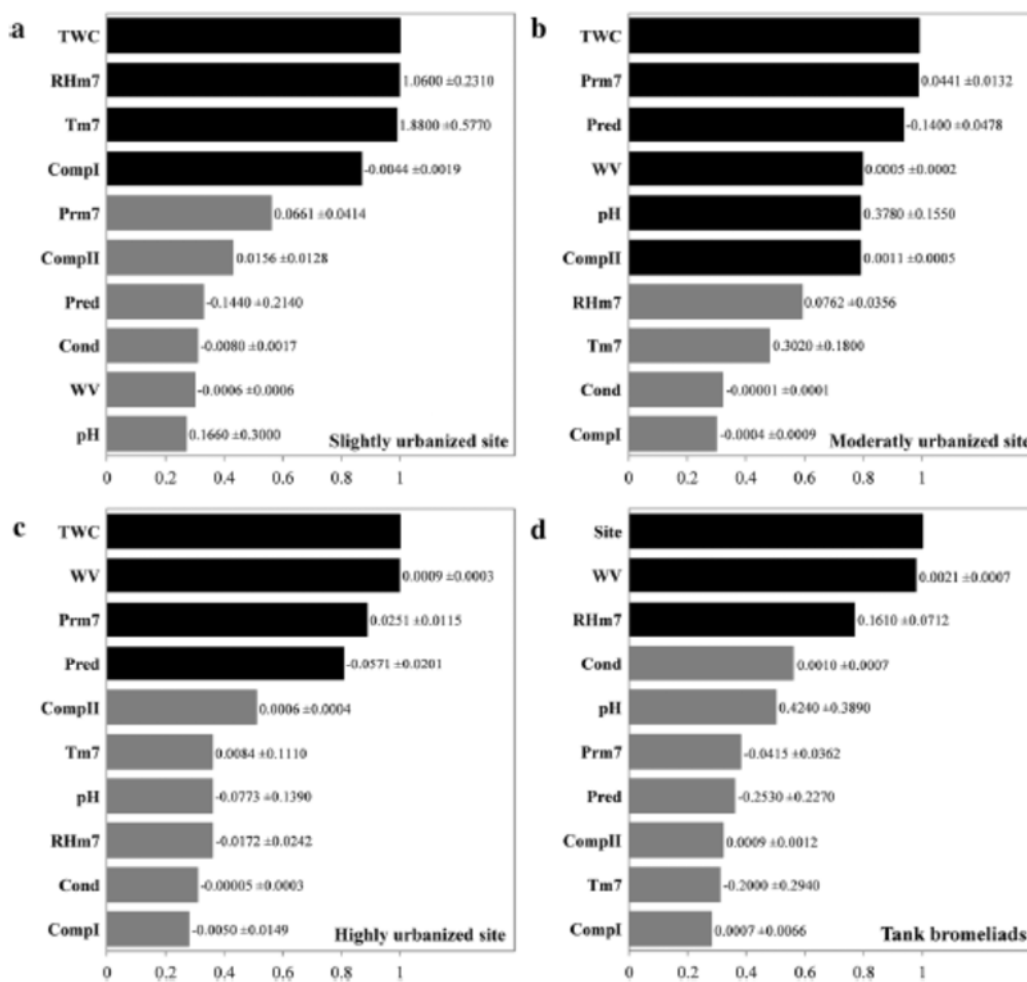 a
TWC
RHm7 1.0600 ±0.2310
Tm7 1.8800 ±0.5770
CompI -0.0044 ±0.0019
Prm7 0.0661 ±0.0414
CompII 0.0156 ±0.0128
Pred -0.1440 ±0.2140
Cond -0.0080 ±0.0017
WV -0.0006 ±0.0006
pH 0.1660 ±0.3000
Slightly urbanized site
0 0.2 0.4 0.6 0.8 1
b
TWC
Prm7 0.0441 ±0.0132
Pred -0.1400 ±0.0478
WV 0.0005 ±0.0002
pH 0.3780 ±0.1550
CompII 0.0011 ±0.0005
RHm7 0.0762 ±0.0356
Tm7 0.3020 ±0.1800
Cond -0.00001 ±0.0001
CompI -0.0004 ±0.0009
Moderatly urbanized site
0 0.2 0.4 0.6 0.8 1
c
TWC
WV 0.0009 ±0.0003
Prm7 0.0251 ±0.0115
Pred -0.0571 ±0.0201
CompII 0.0006 ±0.0004
Tm7 0.0084 ±0.1110
pH -0.0773 ±0.1390
RHm7 -0.0172 ±0.0242
Cond -0.00005 ±0.0003
CompI -0.0050 ±0.0149
Highly urbanized site
0 0.2 0.4 0.6 0.8 1
d
Site
WV 0.0021 ±0.0007
RHm7 0.1610 ±0.0712
Cond 0.0010 ±0.0007
pH 0.4240 ±0.3890
Prm7 -0.0415 ±0.0362
Pred -0.2530 ±0.2270
CompII 0.0009 ±0.0012
Tm7 -0.2000 ±0.2940
CompI 0.0007 ±0.0066
Tank bromeliads
0 0.2 0.4 0.6 0.8 1